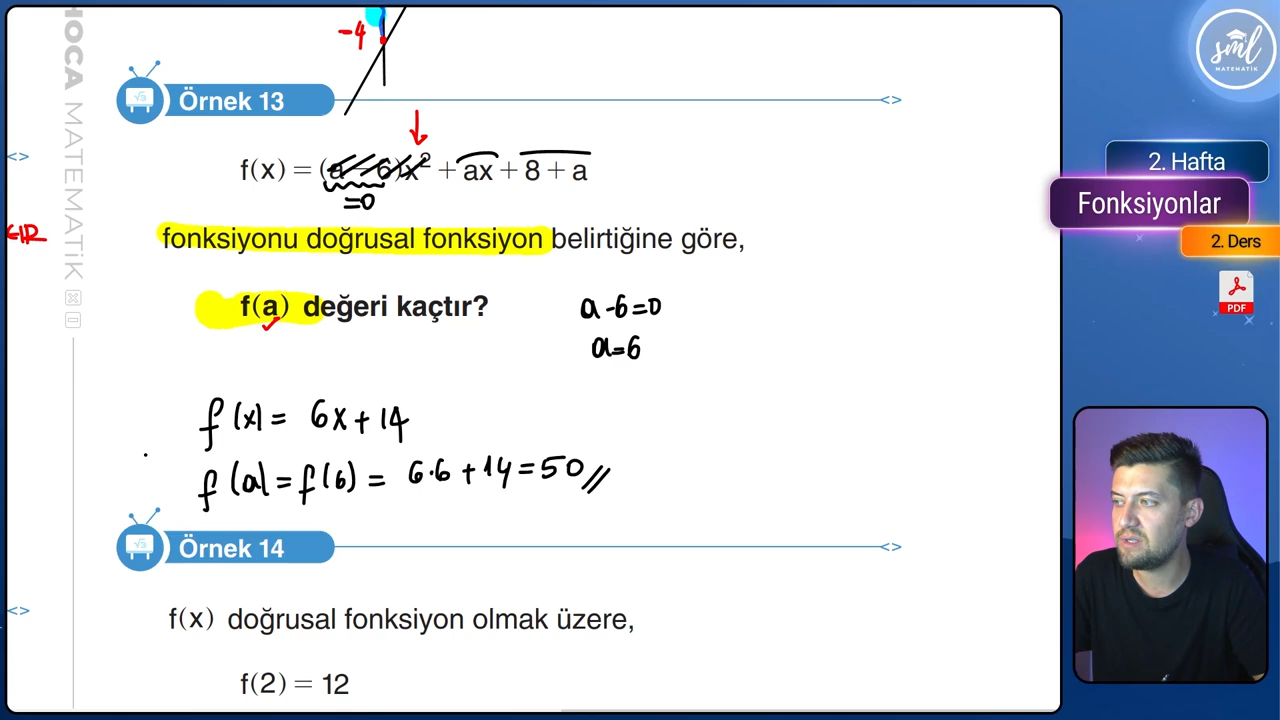 -4
HOCA MATEMATİK
Örnek 13
f(x) = (a - 6)x² + ax + 8 + a
=0
fonksiyonu doğrusal fonksiyon belirtiğine göre,
f(a) değeri kaçtır?
a-6=0
a=6
f(x) = 6x+14
f(a) = f(6) = 6.6 +14=50//
Örnek 14
f(x) doğrusal fonksiyon olmak üzere,
f(2) = 12
sml
MATEMATİK
2. Hafta
Fonksiyonlar
2. Ders
PDF